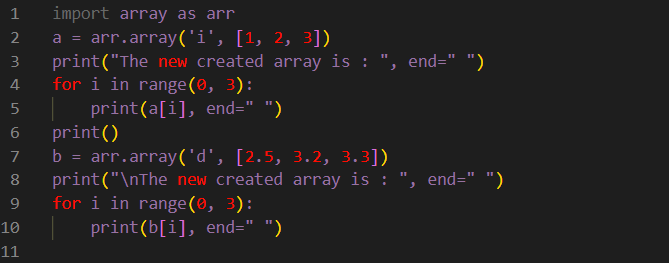 1 import array as arr
2 a = arr.array('i', [1, 2, 3])
3 print("The new created array is : ", end=" ")
4 for i in range(0, 3):
5     print(a[i], end=" ")
6 print()
7 b = arr.array('d', [2.5, 3.2, 3.3])
8 print("\nThe new created array is : ", end=" ")
9 for i in range(0, 3):
10     print(b[i], end=" ")
11